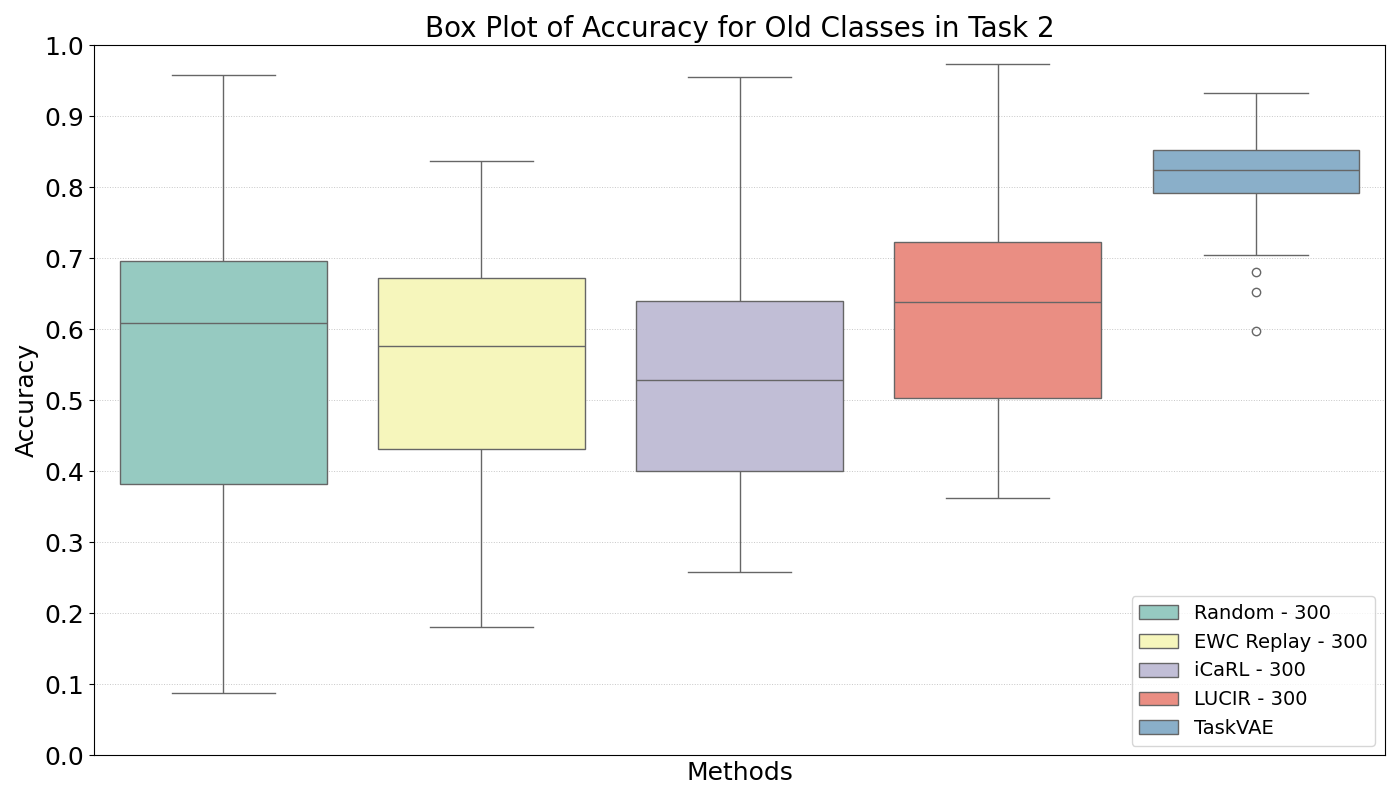 Box Plot of Accuracy for Old Classes in Task 2
1.0
0.9
0.8
0.7
0.6
0.5
0.4
0.3
0.2
0.1
0.0
Accuracy
Methods
Random - 300
EWC Replay - 300
iCaRL - 300
LUCIR - 300
TaskVAE